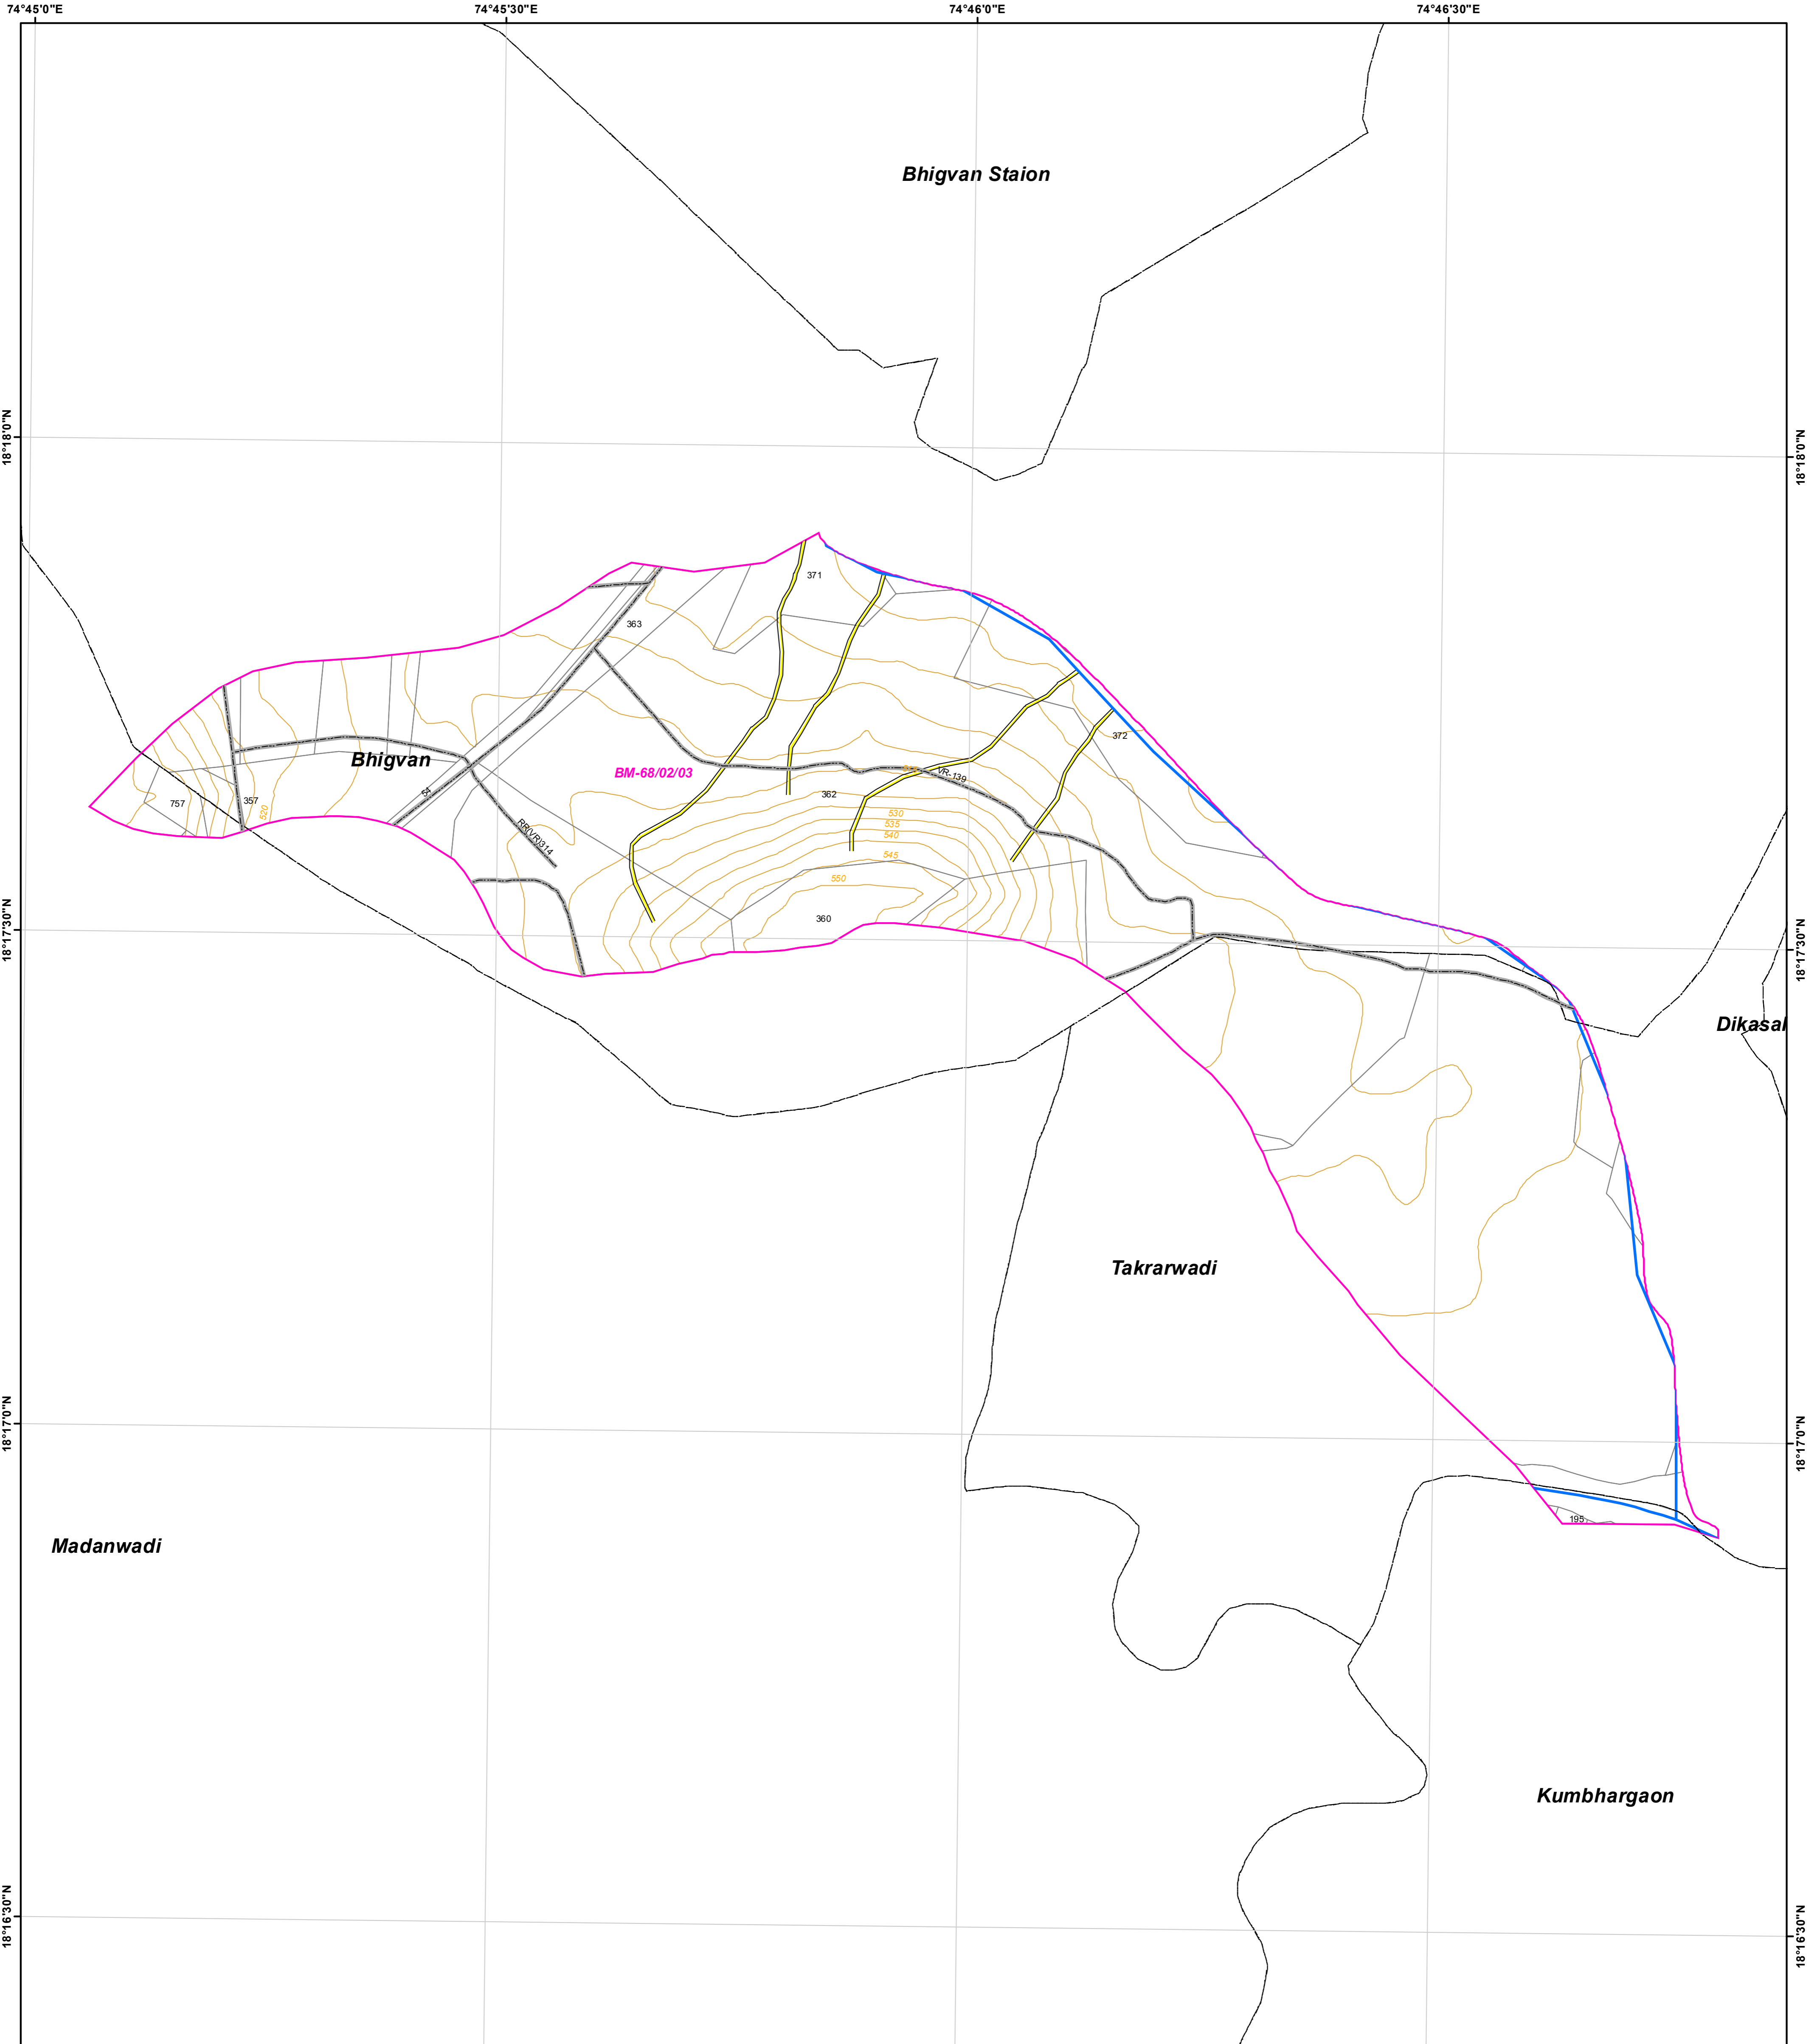 74°45'0"E
74°45'30"E
74°46'0"E
74°46'30"E
Bhigvan Staion
18°18'0"N
18°18'0"N
371
363
372
Bhigvan
BM-68/02/03
VR-139
54
362
757
357
520
530
535
RR(VR)314
540
545
550
360
18°17'30"N
18°17'30"N
Dikasal
Takrarwadi
18°17'0"N
18°17'0"N
195
Madanwadi
Kumbhargaon
18°16'30"N
18°16'30"N